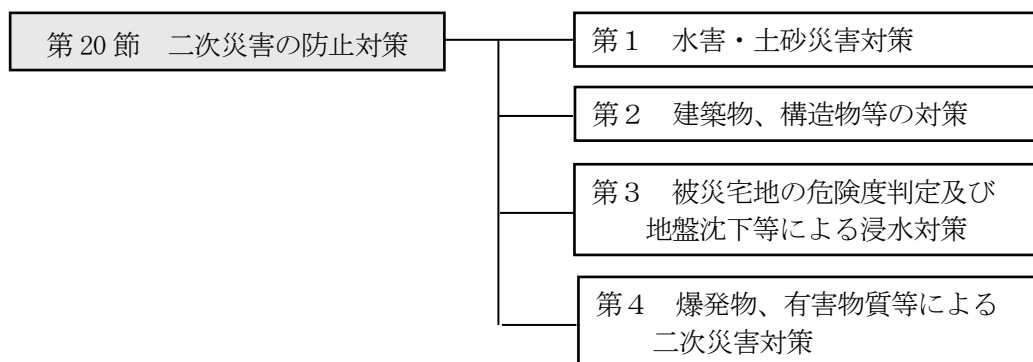 第 20 節　二次災害の防止対策
第１　水害・土砂災害対策
第２　建築物、構造物等の対策
第３　被災宅地の危険度判定及び
地盤沈下等による浸水対策
第４　爆発物、有害物質等による
二次災害対策